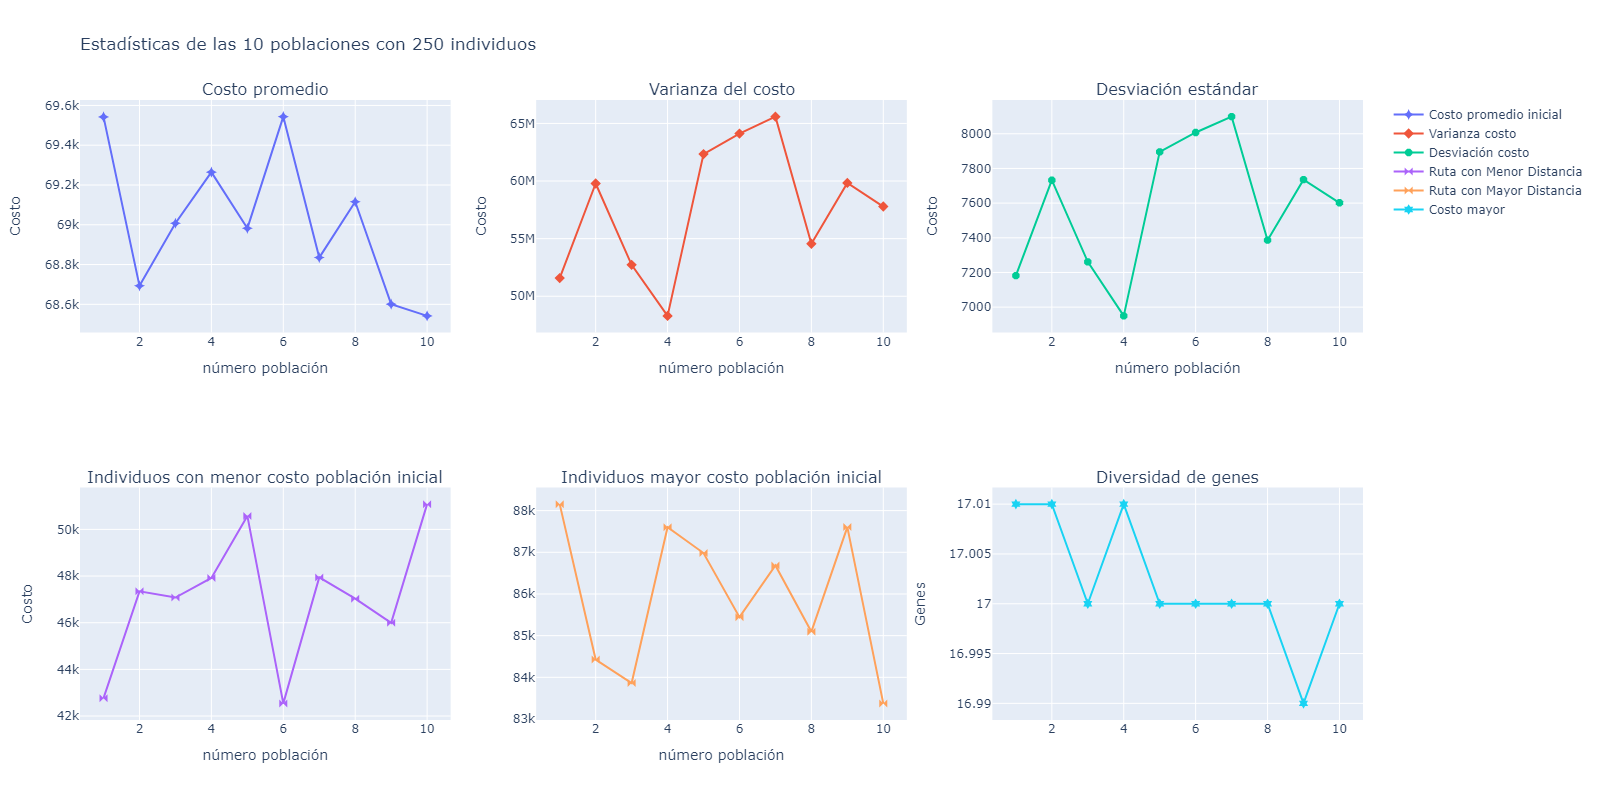 Estadísticas de las 10 poblaciones con 250 individuos
Costo promedio
Costo
69.6k
69.4k
69.2k
69k
68.8k
68.6k
2 4 6 8 10
número población
Varianza del costo
Costo
65M
60M
55M
50M
2 4 6 8 10
número población
Desviación estándar
Costo
8000
7800
7600
7400
7200
7000
2 4 6 8 10
número población
Costo promedio inicial
Varianza costo
Desviación costo
Ruta con Menor Distancia
Ruta con Mayor Distancia
Costo mayor
Individuos con menor costo población inicial
Costo
50k
48k
46k
44k
42k
2 4 6 8 10
número población
Individuos mayor costo población inicial
88k
87k
86k
85k
84k
83k
2 4 6 8 10
número población
Diversidad de genes
Genes
17.01
17.005
17
16.995
16.99
2 4 6 8 10